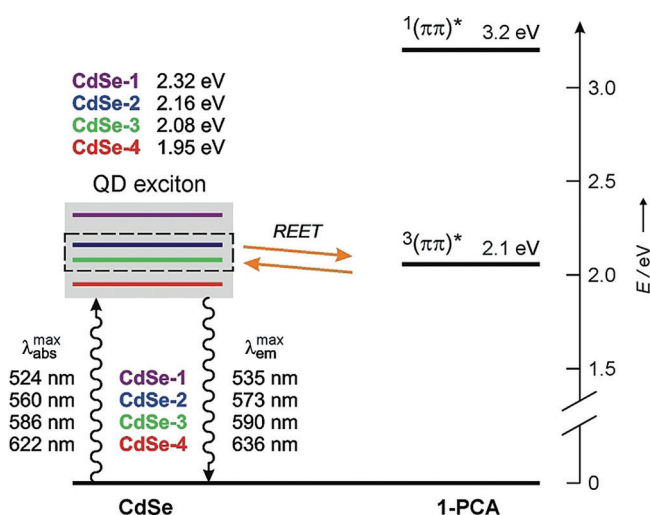 ¹(ππ)* 3.2 eV
CdSe-1 2.32 eV
CdSe-2 2.16 eV
CdSe-3 2.08 eV
CdSe-4 1.95 eV
QD exciton
REET
³(ππ)* 2.1 eV
3.0
2.5
2.0
1.5
0
E / eV →
λabs^max
524 nm
560 nm
586 nm
622 nm
CdSe-1
CdSe-2
CdSe-3
CdSe-4
λem^max
535 nm
573 nm
590 nm
636 nm
CdSe
1-PCA